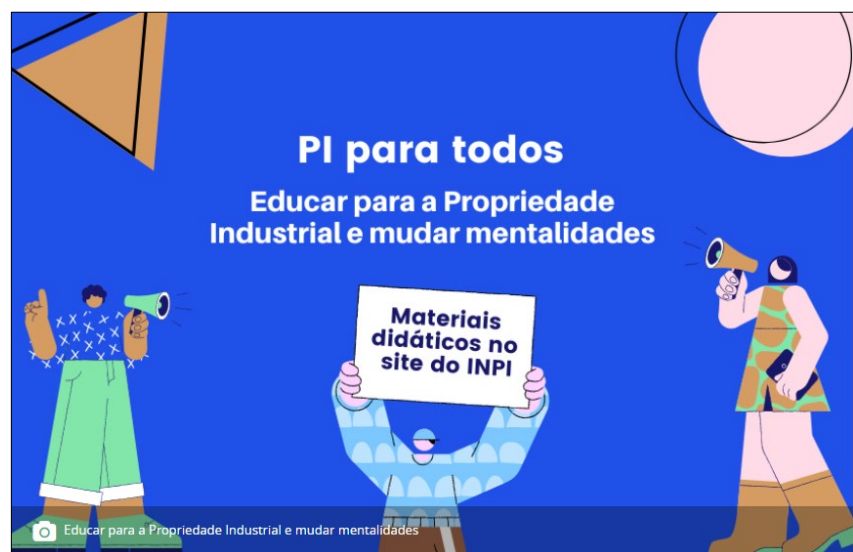 PI para todos
Educar para a Propriedade
Industrial e mudar mentalidades
Materiais
didáticos no
site do INPI
Educar para a Propriedade Industrial e mudar mentalidades